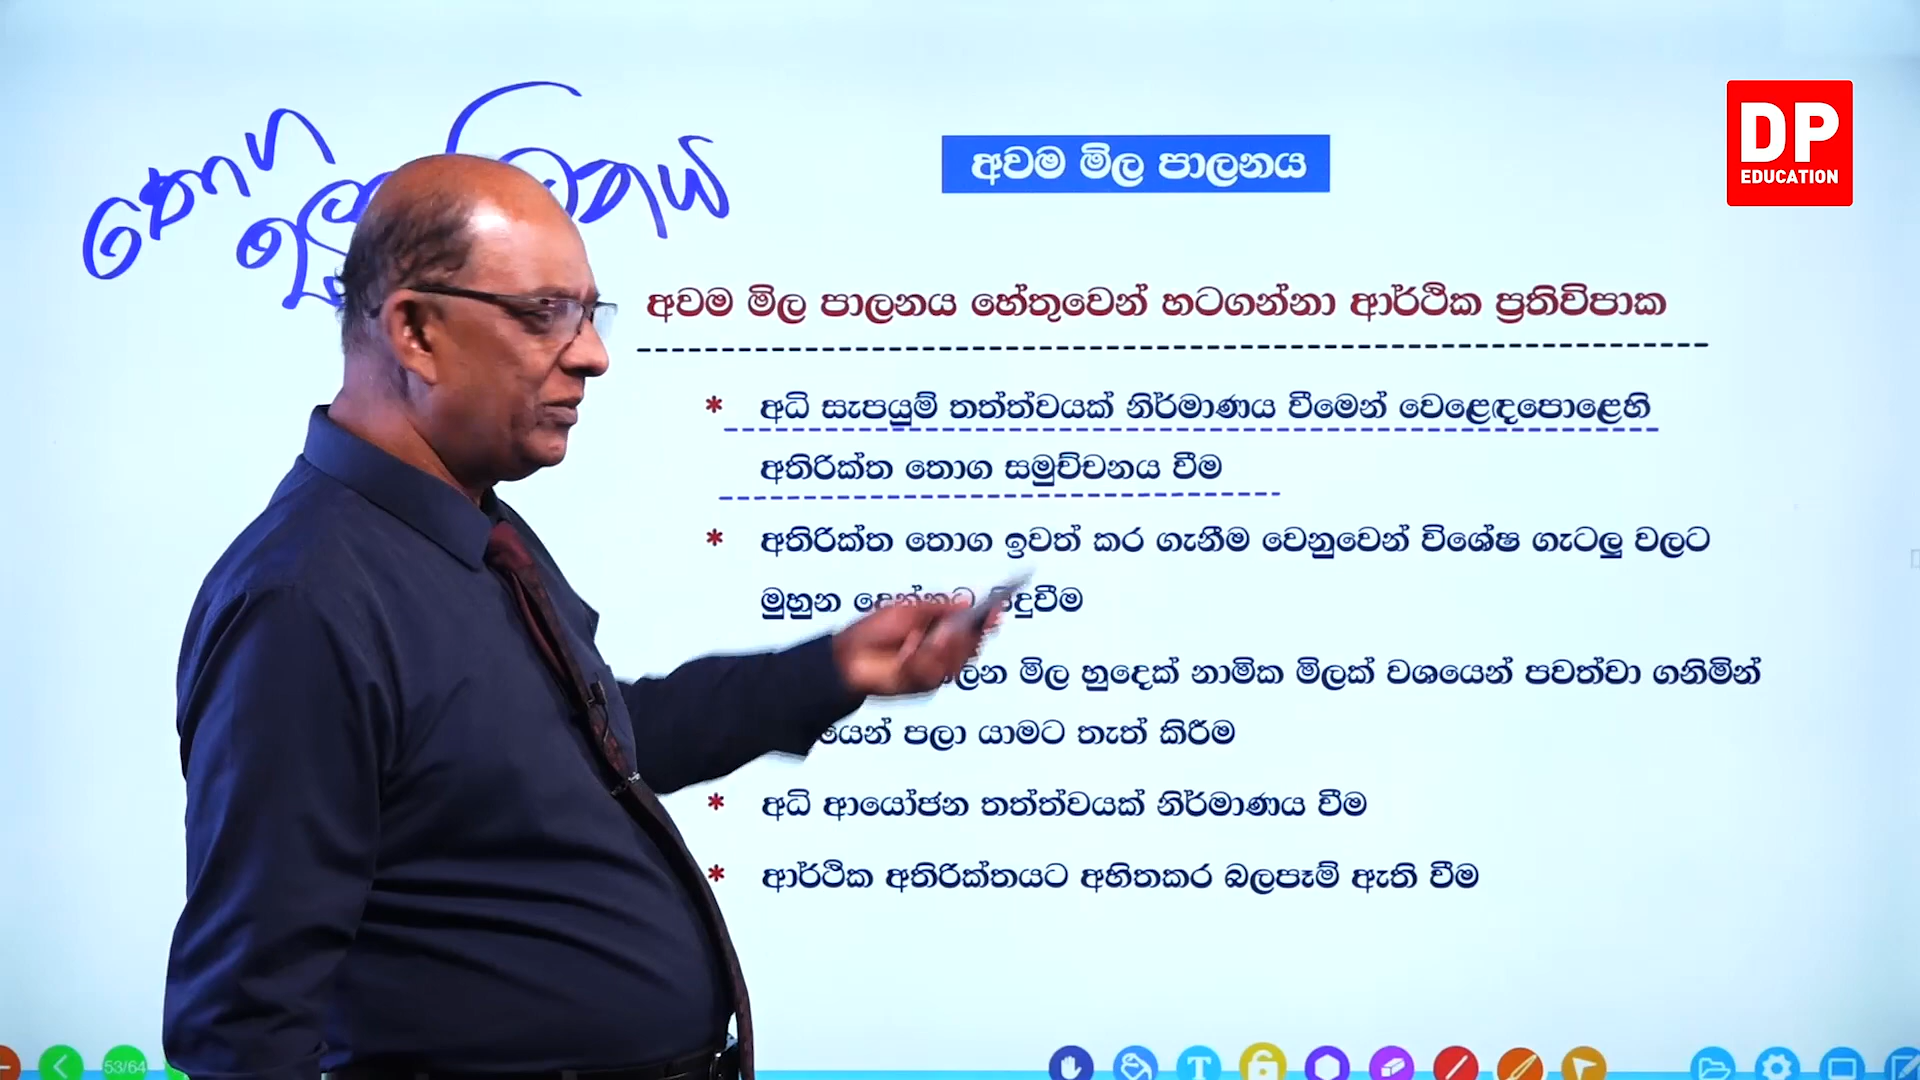 තොග
DP
EDUCATION
අවම මිල පාලනය
අවම මිල පාලනය හේතුවෙන් හටගන්නා ආර්ථික ප්‍රතිවිපාක
* අධි සැපයුම් තත්ත්වයක් නිර්මාණය වීමෙන් වෙළෙඳපොළෙහි
අතිරික්ත තොග සමුච්චනය වීම
* අතිරික්ත තොග ඉවත් කර ගැනීම වෙනුවෙන් විශේෂ ගැටලු වලට
මුහුන
මිල හුදෙක් නාමික මිලක් වශයෙන් පවත්වා ගනිමින්
පලා යාමට තැත් කිරීම
* අධි ආයෝජන තත්ත්වයක් නිර්මාණය වීම
* ආර්ථික අතිරික්තයට අහිතකර බලපෑම් ඇති වීම
53/64